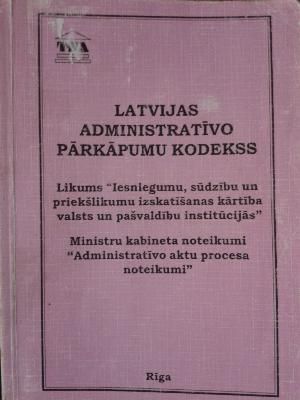 TNA
LATVIJAS
ADMINISTRATĪVO
PĀRKĀPUMU KODEKSS
Likums "Iesniegumu, sūdzību un
priekšlikumu izskatīšanas kārtība
valsts un pašvaldību institūcijās"
Ministru kabineta noteikumi
"Administratīvo aktu procesa
noteikumi"
Rīga